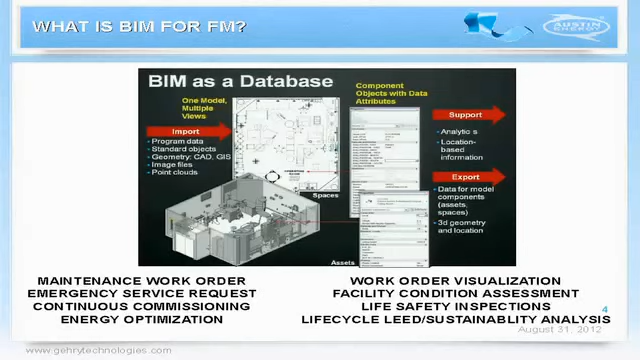 WHAT IS BIM FOR FM?
AUSTIN
ENERGY
BIM as a Database
One Model,
Multiple
Views
Component
Objects with Data
Attributes
Import
• Program data
• Standard objects
• Geometry: CAD, GIS
• Image files
• Point clouds
Support
• Analytic s
• Location-
based
information
Export
• Data for model
components
(assets,
spaces)
• 3d geometry
and location
Spaces
Assets
MAINTENANCE WORK ORDER
EMERGENCY SERVICE REQUEST
CONTINUOUS COMMISSIONING
ENERGY OPTIMIZATION
WORK ORDER VISUALIZATION
FACILITY CONDITION ASSESSMENT
LIFE SAFETY INSPECTIONS
LIFECYCLE LEED/SUSTAINABLITY ANALYSIS
4
August 31, 2012
www.gehrytechnologies.com